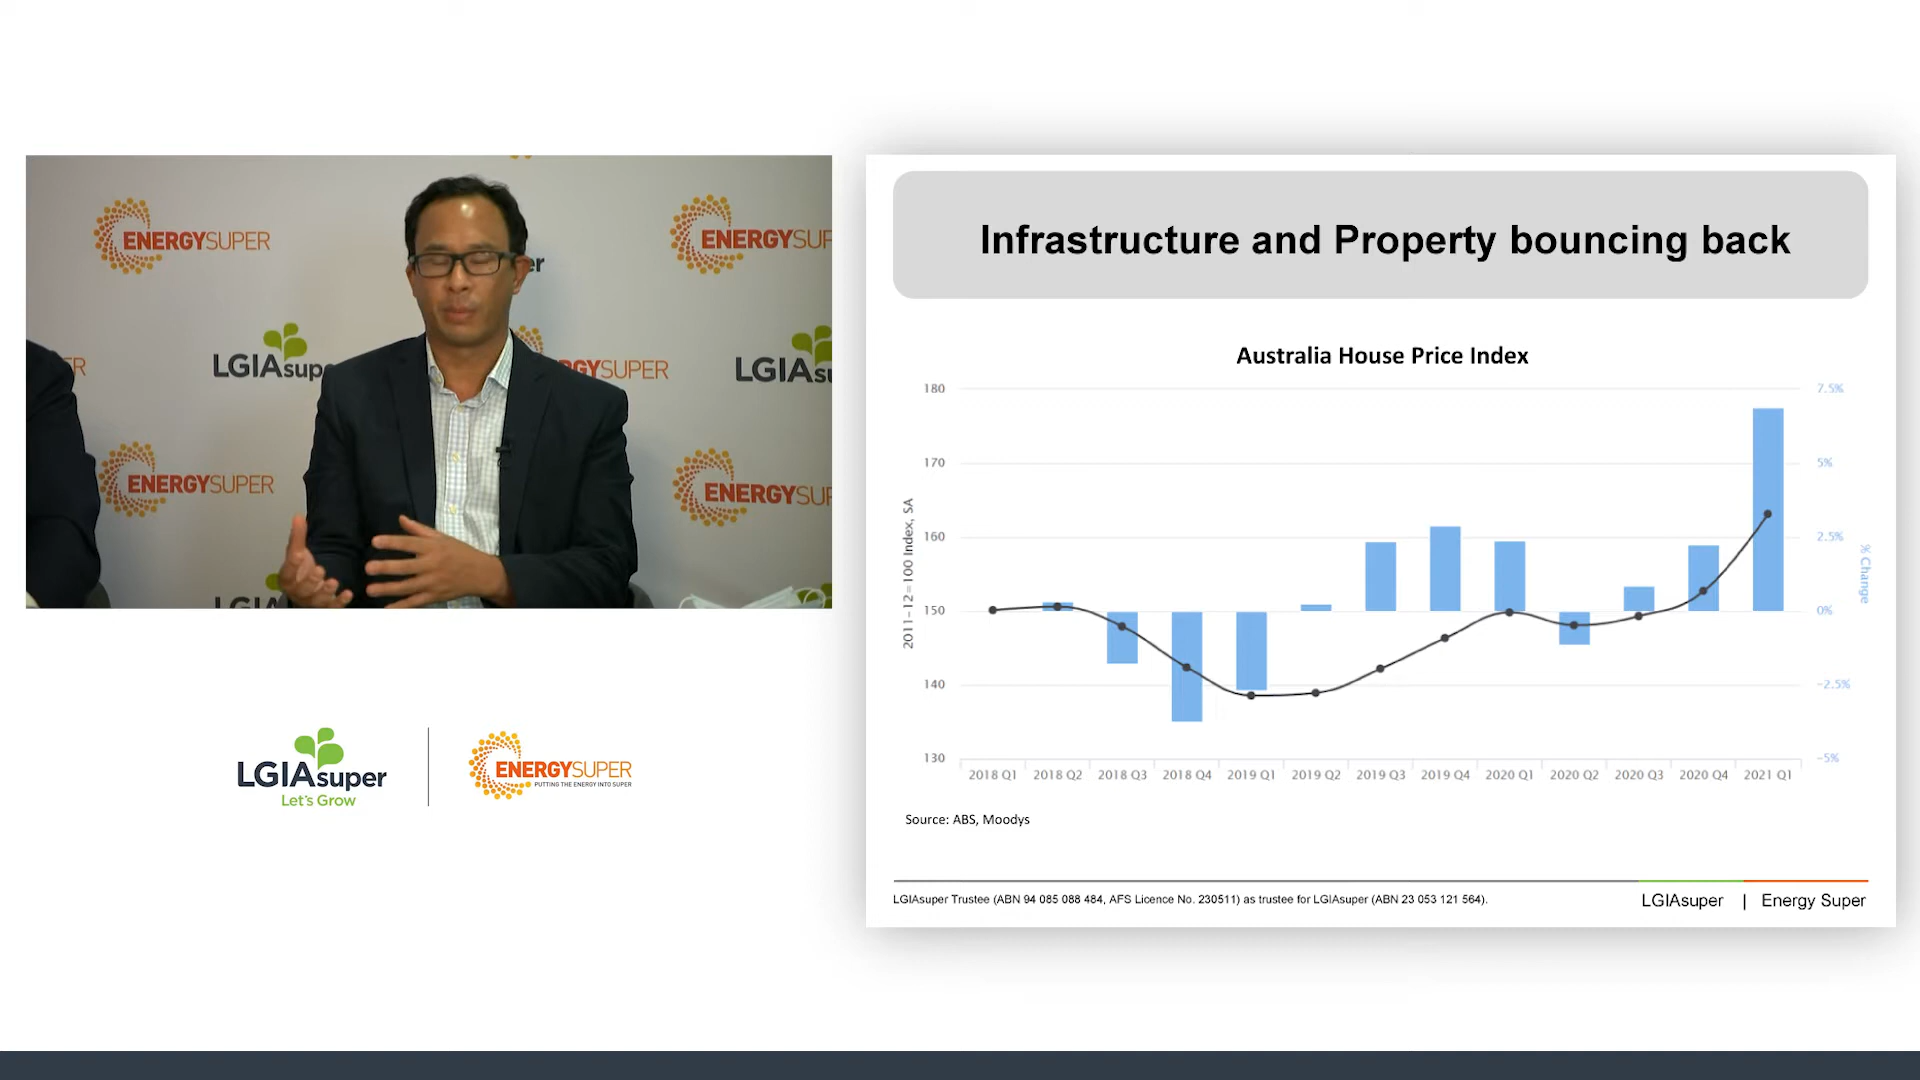 ENERGYSUPER
ENERGYSUP
er
LGIAsup
GYSUPER
LGIAs
ER
ENERGYSUPER
ENERGYSUP
LGIA
LGIAsuper
Let's Grow
ENERGYSUPER
PUTTING THE ENERGY INTO SUPER
Infrastructure and Property bouncing back
Australia House Price Index
180
170
160
150
140
130
2011-12=100 Index, SA
7.5%
5%
2.5%
0%
-2.5%
-5%
% Change
2018 Q1 2018 Q2 2018 Q3 2018 Q4 2019 Q1 2019 Q2 2019 Q3 2019 Q4 2020 Q1 2020 Q2 2020 Q3 2020 Q4 2021 Q1
Source: ABS, Moodys
LGIAsuper Trustee (ABN 94 085 088 484, AFS Licence No. 230511) as trustee for LGIAsuper (ABN 23 053 121 564).
LGIAsuper | Energy Super